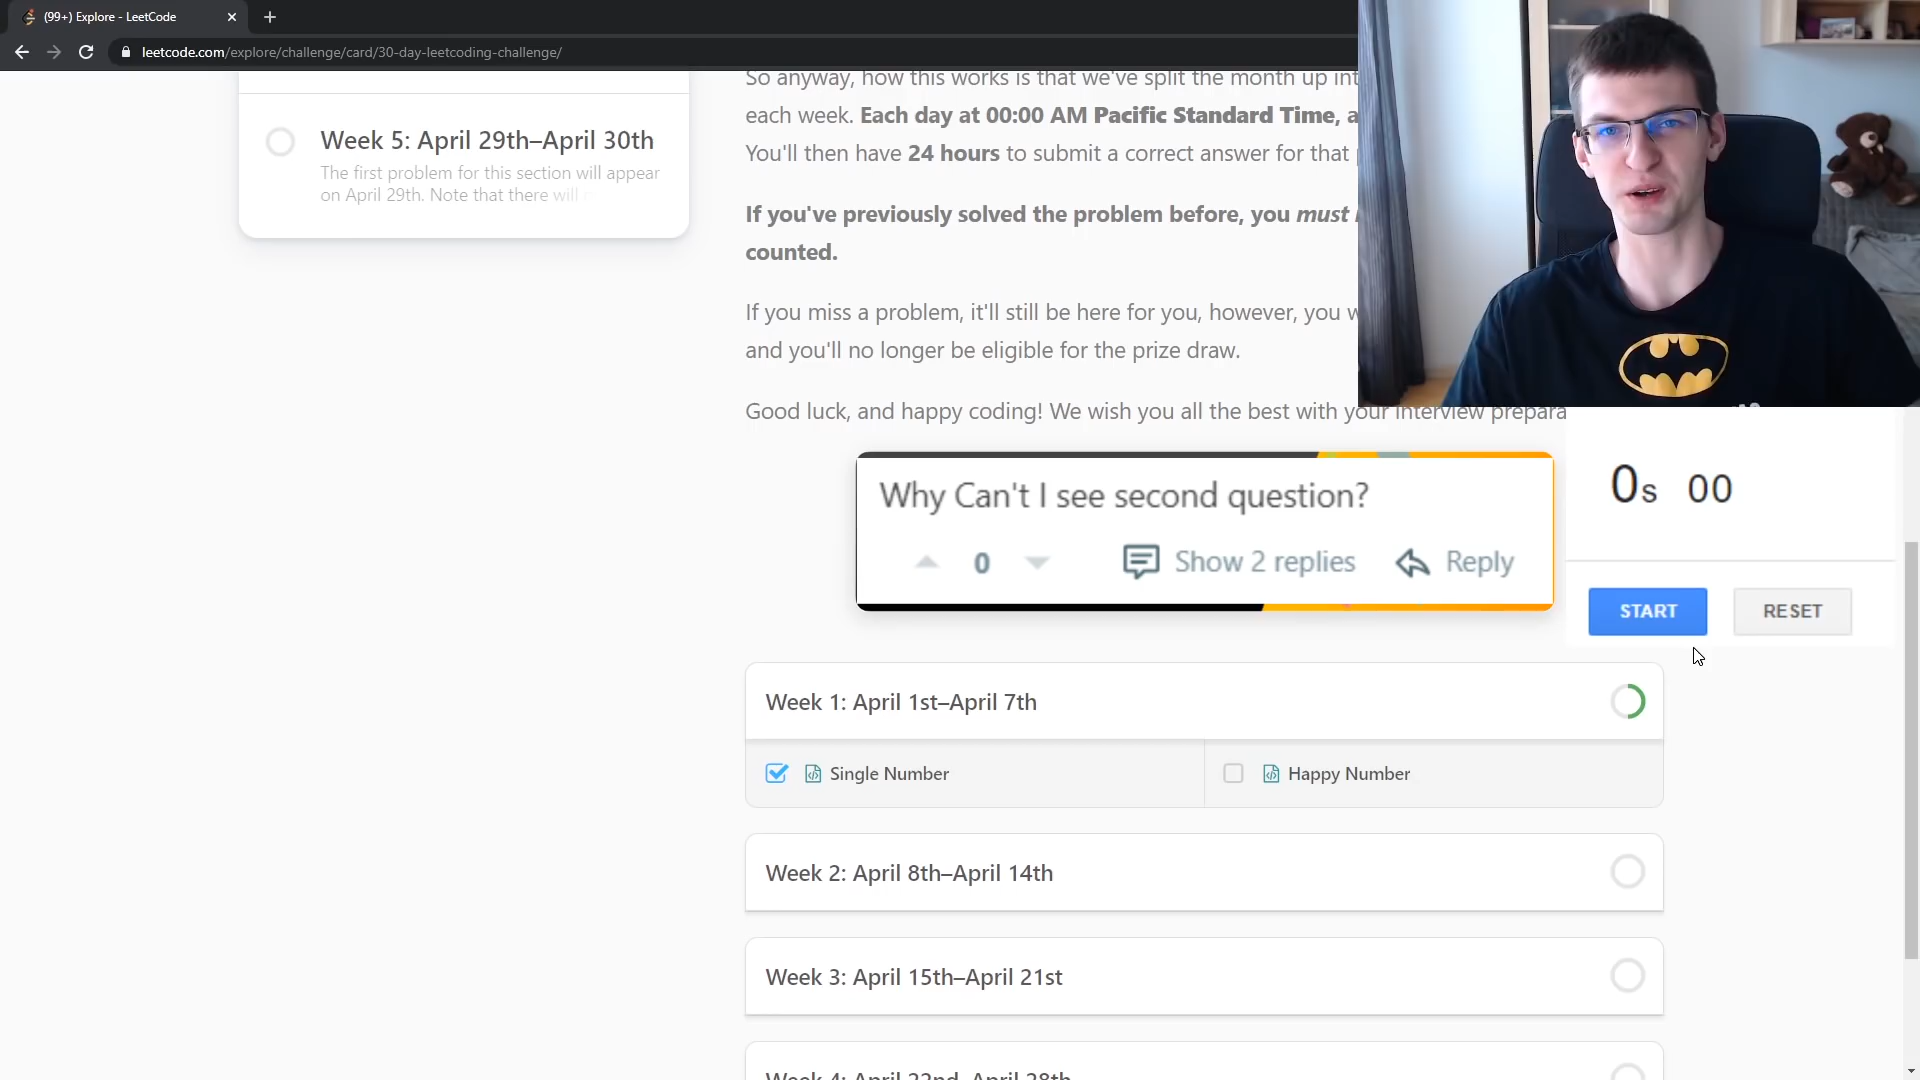 (99+) Explore - LeetCode
leetcode.com/explore/challenge/card/30-day-leetcoding-challenge/
Week 5: April 29th–April 30th
The first problem for this section will appear
on April 29th. Note that there will
So anyway, how this works is that we've split the month up int
each week. Each day at 00:00 AM Pacific Standard Time, a
You'll then have 24 hours to submit a correct answer for that
If you've previously solved the problem before, you must
counted.
If you miss a problem, it'll still be here for you, however, you w
and you'll no longer be eligible for the prize draw.
Good luck, and happy coding! We wish you all the best with your interview prepara
Why Can't I see second question?
0
Show 2 replies
Reply
0s 00
START
RESET
Week 1: April 1st–April 7th
Single Number
Happy Number
Week 2: April 8th–April 14th
Week 3: April 15th–April 21st
Week 4: April 22nd–April 28th